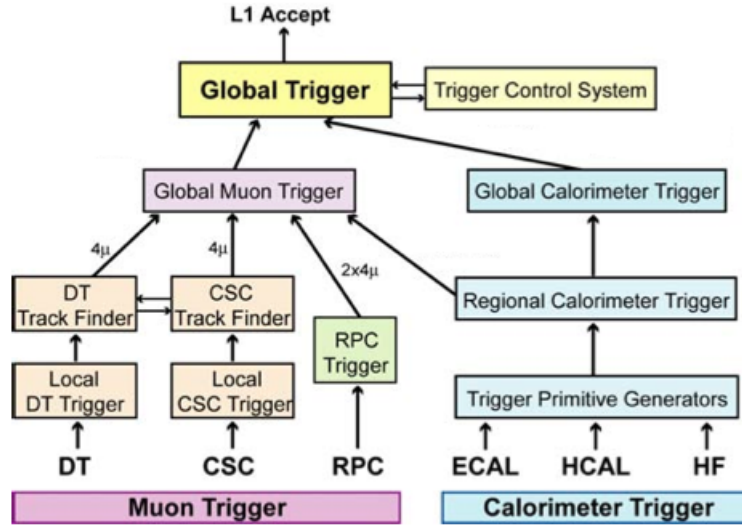 L1 Accept
Global Trigger
Trigger Control System
Global Muon Trigger
Global Calorimeter Trigger
4μ
4μ
2x4μ
DT
Track Finder
CSC
Track Finder
Regional Calorimeter Trigger
RPC
Trigger
Local
DT Trigger
Local
CSC Trigger
Trigger Primitive Generators
DT
CSC
RPC
ECAL
HCAL
HF
Muon Trigger
Calorimeter Trigger